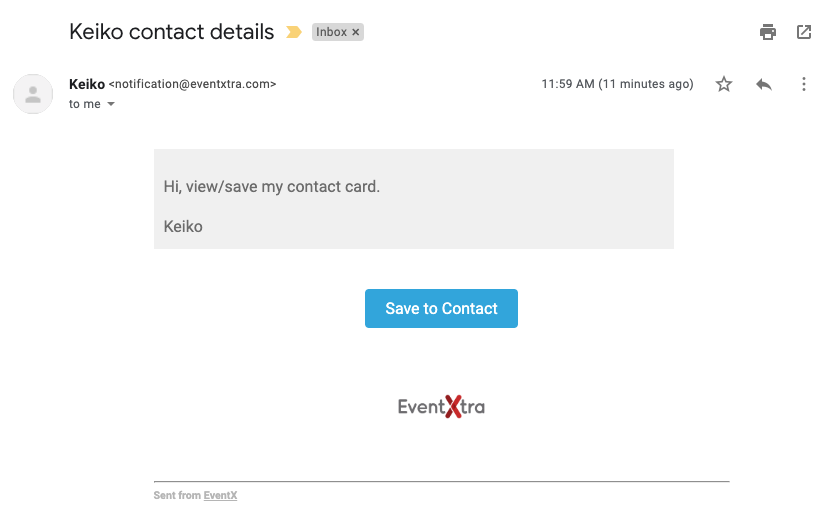 Keiko contact details
Inbox ×
Keiko <notification@eventxtra.com>
11:59 AM (11 minutes ago)
to me
Hi, view/save my contact card.
Keiko
Save to Contact
EventXtra
Sent from EventX